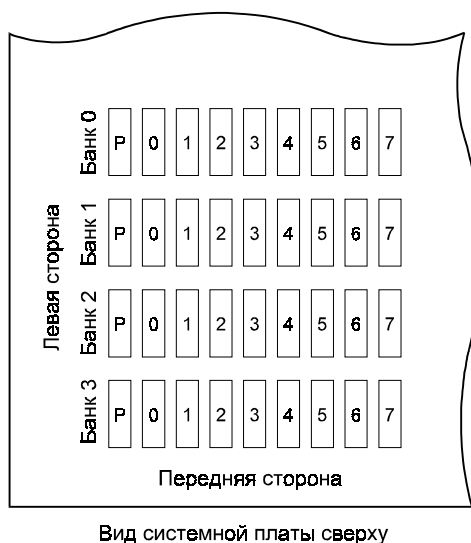 Левая сторона
Банк 0 P 0 1 2 3 4 5 6 7
Банк 1 P 0 1 2 3 4 5 6 7
Банк 2 P 0 1 2 3 4 5 6 7
Банк 3 P 0 1 2 3 4 5 6 7
Передняя сторона
Вид системной платы сверху